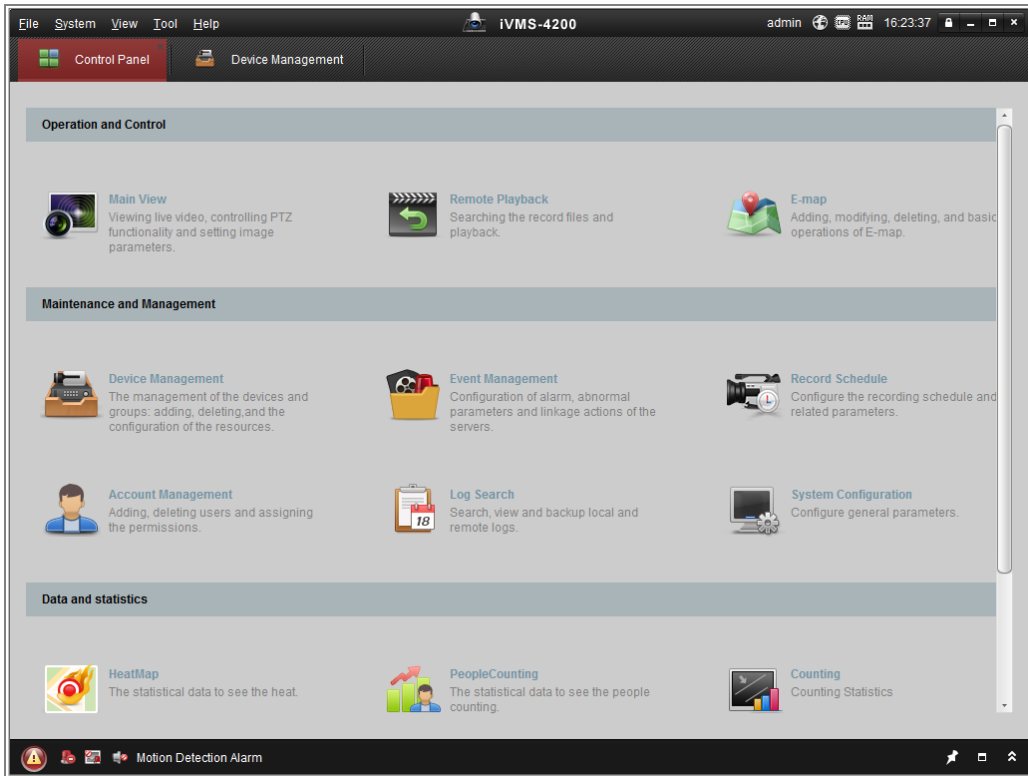 File System View Tool Help iVMS-4200 admin CPU RAM 16:23:37
Control Panel Device Management
Operation and Control
Main View
Viewing live video, controlling PTZ
functionality and setting image
parameters.
Remote Playback
Searching the record files and
playback.
E-map
Adding, modifying, deleting, and basic
operations of E-map.
Maintenance and Management
Device Management
The management of the devices and
groups: adding, deleting,and the
configuration of the resources.
Event Management
Configuration of alarm, abnormal
parameters and linkage actions of the
servers.
Record Schedule
Configure the recording schedule and
related parameters.
Account Management
Adding, deleting users and assigning
the permissions.
18
Log Search
Search, view and backup local and
remote logs.
System Configuration
Configure general parameters.
Data and statistics
HeatMap
The statistical data to see the heat.
PeopleCounting
The statistical data to see the people
counting.
Counting
Counting Statistics
Motion Detection Alarm